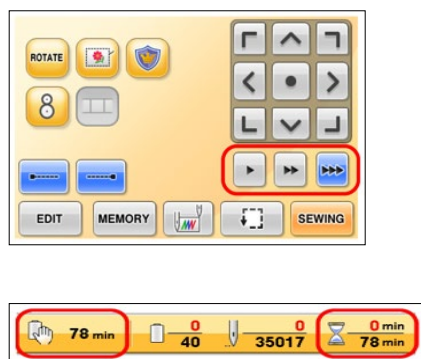 ROTATE
8
EDIT MEMORY SEWING
78 min 0 0 0 min
40 35017 78 min